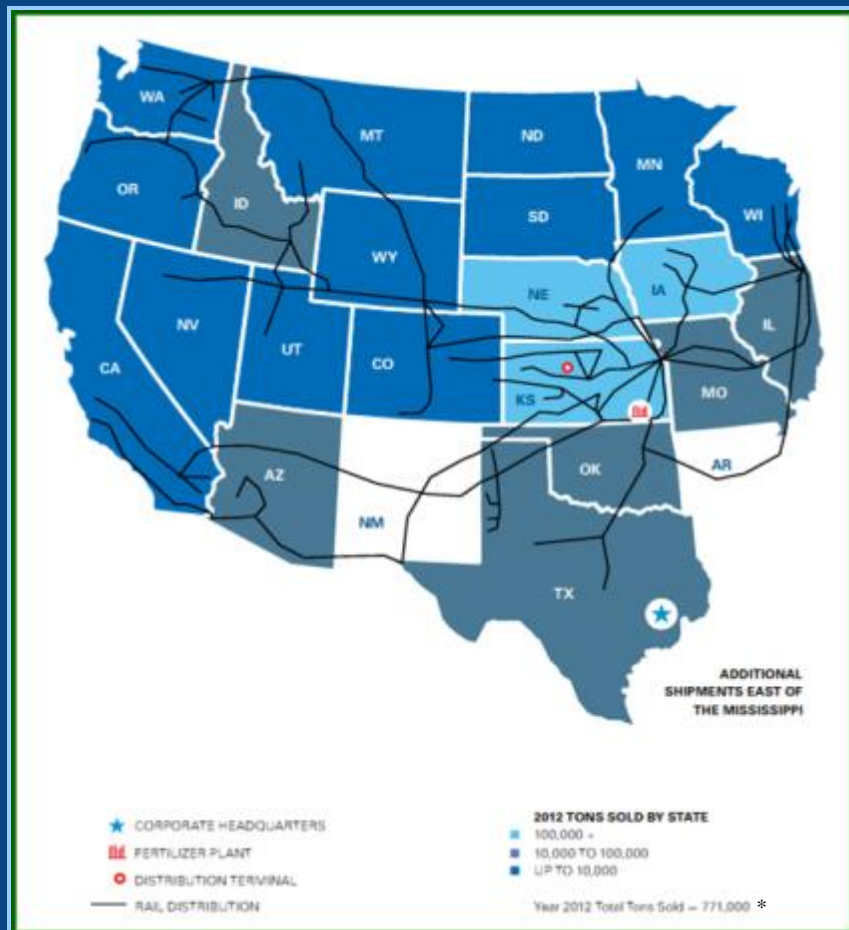 WA
MT
ND
MN
OR
ID
SD
WI
WY
NE
IA
NV
UT
CO
IL
CA
KS
MO
AZ
OK
AR
NM
TX
ADDITIONAL
SHIPMENTS EAST OF
THE MISSISSIPPI
CORPORATE HEADQUARTERS
FERTILIZER PLANT
DISTRIBUTION TERMINAL
RAIL DISTRIBUTION
2012 TONS SOLD BY STATE
100,000 +
10,000 TO 100,000
UP TO 10,000
Year 2012 Total Tons Sold – 771,000 *